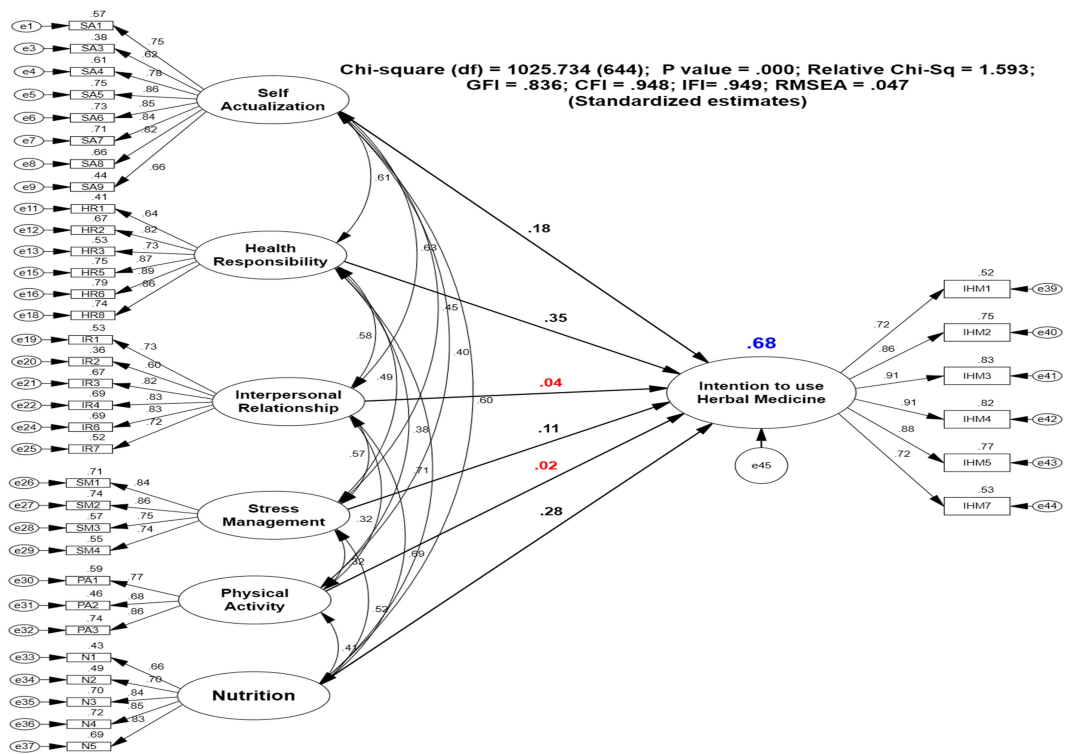 Chi-square (df) = 1025.734 (644); P value = .000; Relative Chi-Sq = 1.593;
GFI = .836; CFI = .948; IFI= .949; RMSEA = .047
(Standardized estimates)
.57
e1 SA1 .75
.38
e3 SA3 .62
.61
e4 SA4 .78
.75
e5 SA5 .86
.73
e6 SA6 .85
.71
e7 SA7 .84
.66
e8 SA8 .82
.44
e9 SA9 .66
Self
Actualization
.41
e11 HR1 .64
.67
e12 HR2 .82
.53
e13 HR3 .73
.75
e15 HR5 .87
.79
e16 HR6 .89
.74
e18 HR8 .86
Health
Responsibility
.53
e19 IR1 .73
.36
e20 IR2 .60
.67
e21 IR3 .82
.69
e22 IR4 .83
.69
e24 IR6 .83
.52
e25 IR7 .72
Interpersonal
Relationship
.71
e26 SM1 .84
.74
e27 SM2 .86
.57
e28 SM3 .75
.55
e29 SM4 .74
Stress
Management
.59
e30 PA1 .77
.46
e31 PA2 .68
.74
e32 PA3 .86
Physical
Activity
.43
e33 N1 .66
.49
e34 N2 .70
.70
e35 N3 .84
.72
e36 N4 .85
.69
e37 N5 .83
Nutrition
.61
.63
.45
.40
.60
.58
.49
.38
.71
.57
.32
.69
.32
.52
.41
.18
.35
.04
.11
.02
.28
.68
Intention to use
Herbal Medicine
e45
.52
.72 IHM1 e39
.75
.86 IHM2 e40
.83
.91 IHM3 e41
.82
.91 IHM4 e42
.77
.88 IHM5 e43
.53
.72 IHM7 e44